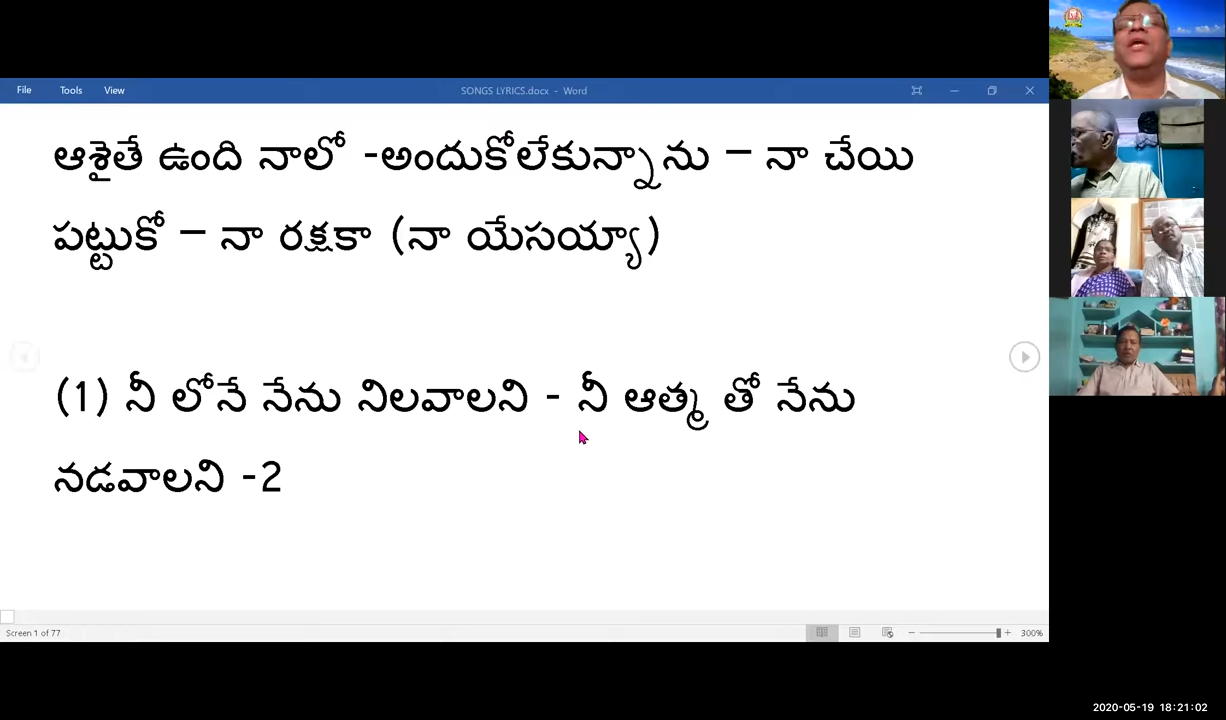 File Tools View SONGS LYRICS.docx - Word
ఆశైతే ఉంది నాలో -అందుకోలేకున్నాను – నా చేయి
పట్టుకో – నా రక్షకా (నా యేసయ్యా)
(1) నీ లోనే నేను నిలవాలని - నీ ఆత్మ తో నేను
నడవాలని -2
Screen 1 of 77 300%
2020-05-19 18:21:02